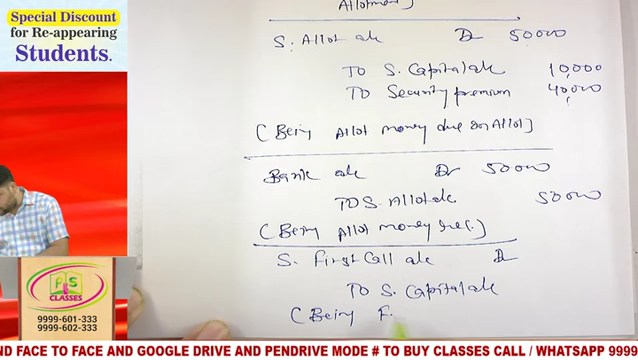 Special Discount
for Re-appearing
Students.
Allotment]
S. Allot a/c Dr 50,000
To S. Capital a/c 10,000
To Security premium 40,000
(Being Allot money due on Allot]
Bank a/c Dr 50000
TO S. Allot a/c 50000
(Being Allot money rec.)
S. First Call a/c Dr
To S. Capital a/c
(Being F.
CLASSES
9999-601-333
9999-602-333
ND FACE TO FACE AND GOOGLE DRIVE AND PENDRIVE MODE # TO BUY CLASSES CALL / WHATSAPP 9999